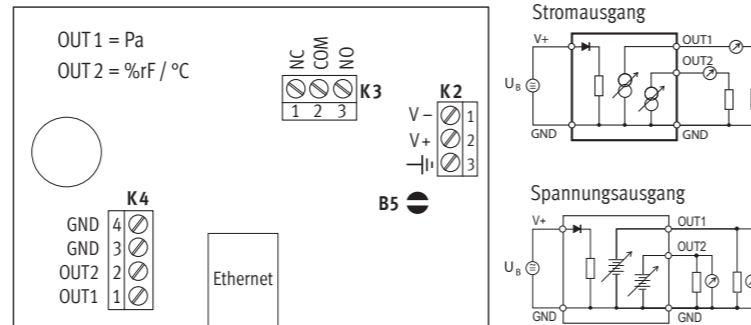 OUT 1 = Pa
OUT 2 = %rF / °C
NC
COM
NO
K3
1 2 3
K2
V – 1
V + 2
3
B5
K4
GND 4
GND 3
OUT2 2
OUT1 1
Ethernet
Stromausgang
V+
OUT1
OUT2
U_B
GND
GND
Spannungsausgang
V+
OUT1
OUT2
U_B
GND
GND